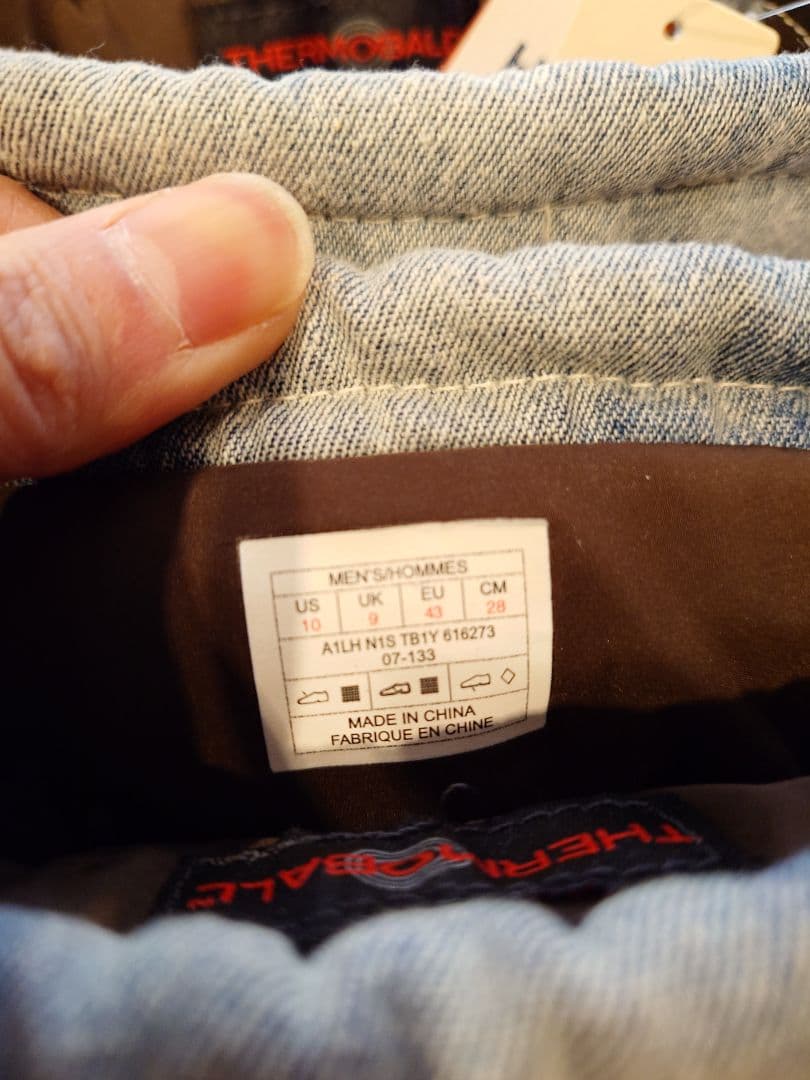 THERMOBALL
MEN'S/HOMMES
US UK EU CM
10 9 43 28
A1LH N1S TB1Y 616273
07-133
MADE IN CHINA
FABRIQUE EN CHINE
THERMOBALL™